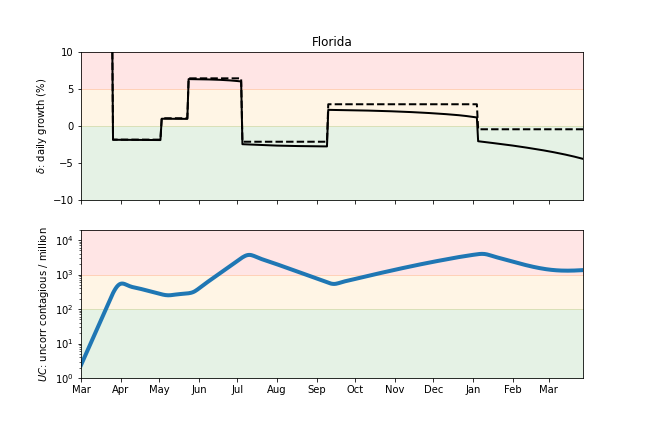 Florida
10
5
0
−5
−10
δ: daily growth (%)
10⁴
10³
10²
10¹
10⁰
UC: uncorr contagious / million
Mar Apr May Jun Jul Aug Sep Oct Nov Dec Jan Feb Mar